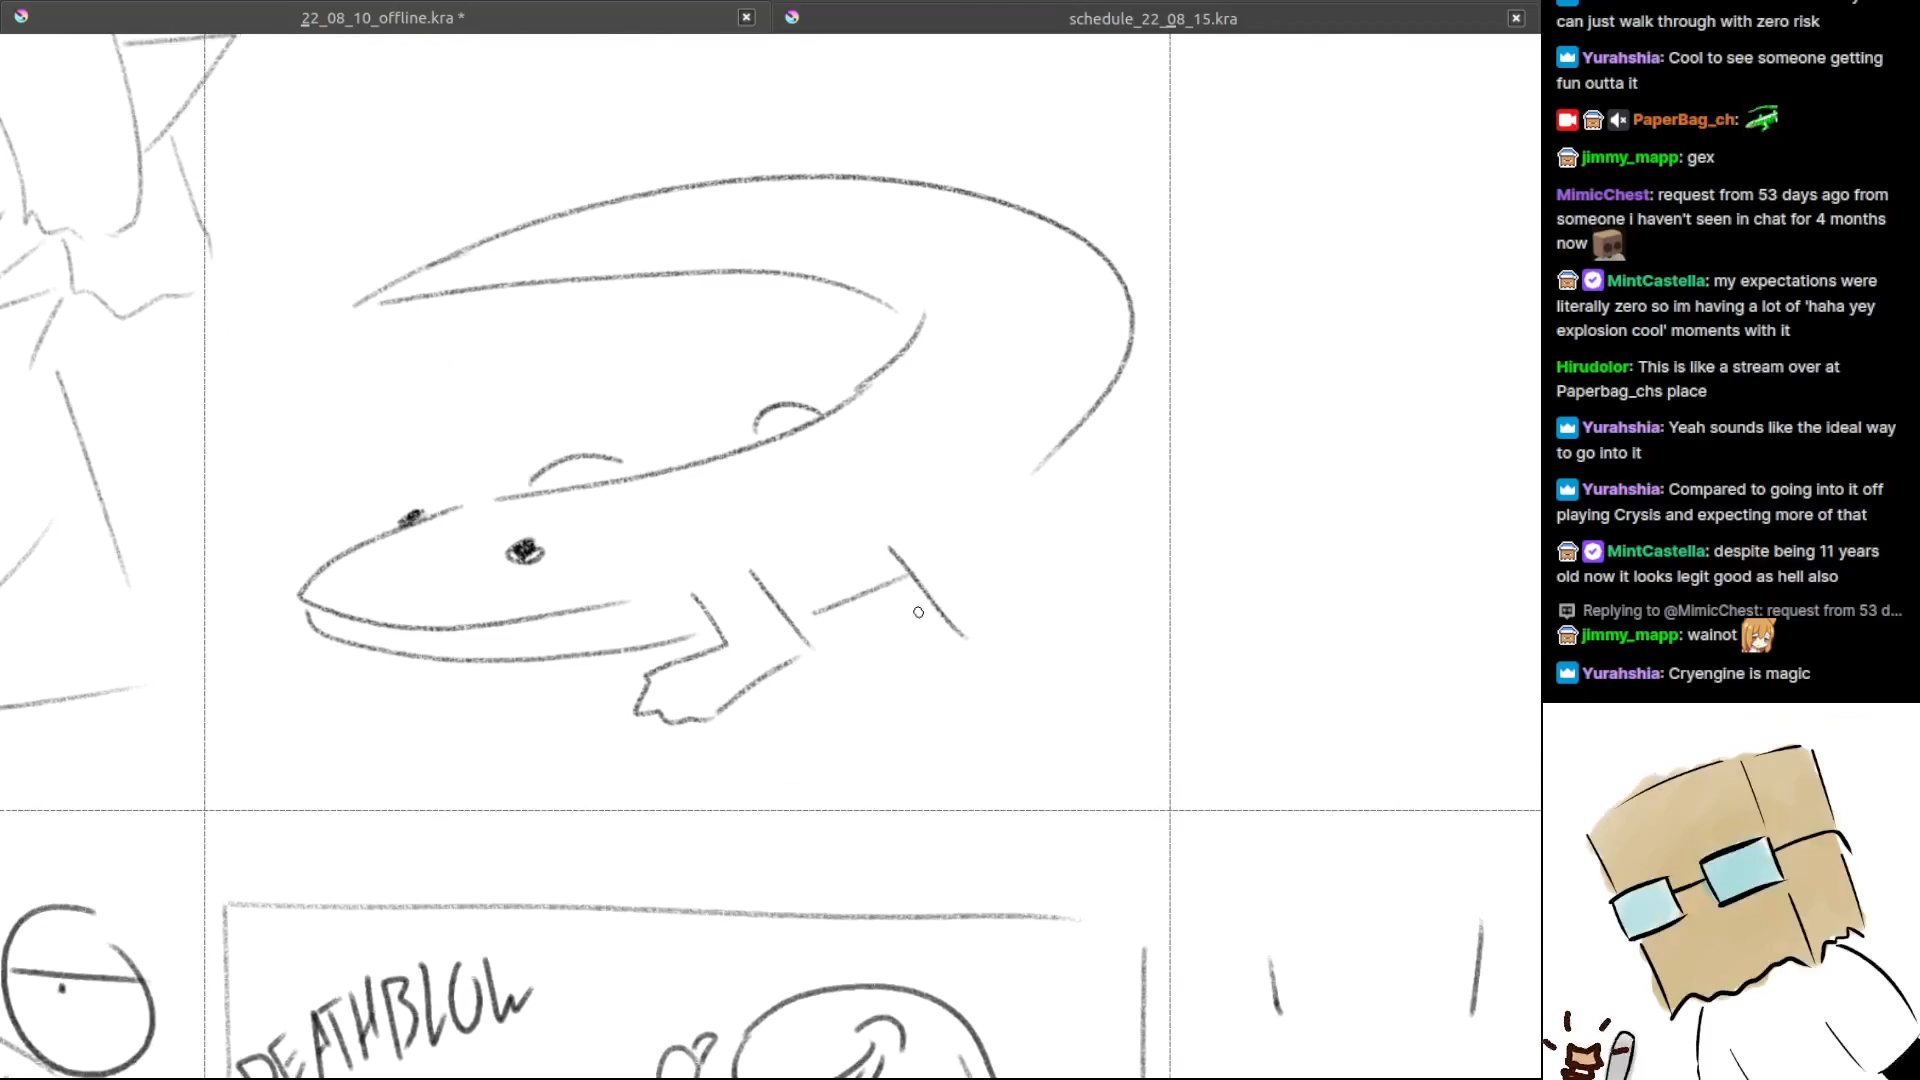 22_08_10_offline.kra *
schedule_22_08_15.kra
can just walk through with zero risk
Yurahshia: Cool to see someone getting
fun outta it
PaperBag_ch:
jimmy_mapp: gex
MimicChest: request from 53 days ago from
someone i haven't seen in chat for 4 months
now
MintCastella: my expectations were
literally zero so im having a lot of 'haha yey
explosion cool' moments with it
Hirudolor: This is like a stream over at
Paperbag_chs place
Yurahshia: Yeah sounds like the ideal way
to go into it
Yurahshia: Compared to going into it off
playing Crysis and expecting more of that
MintCastella: despite being 11 years
old now it looks legit good as hell also
Replying to @MimicChest: request from 53 d...
jimmy_mapp: wainot
Yurahshia: Cryengine is magic
DEATHBLOW